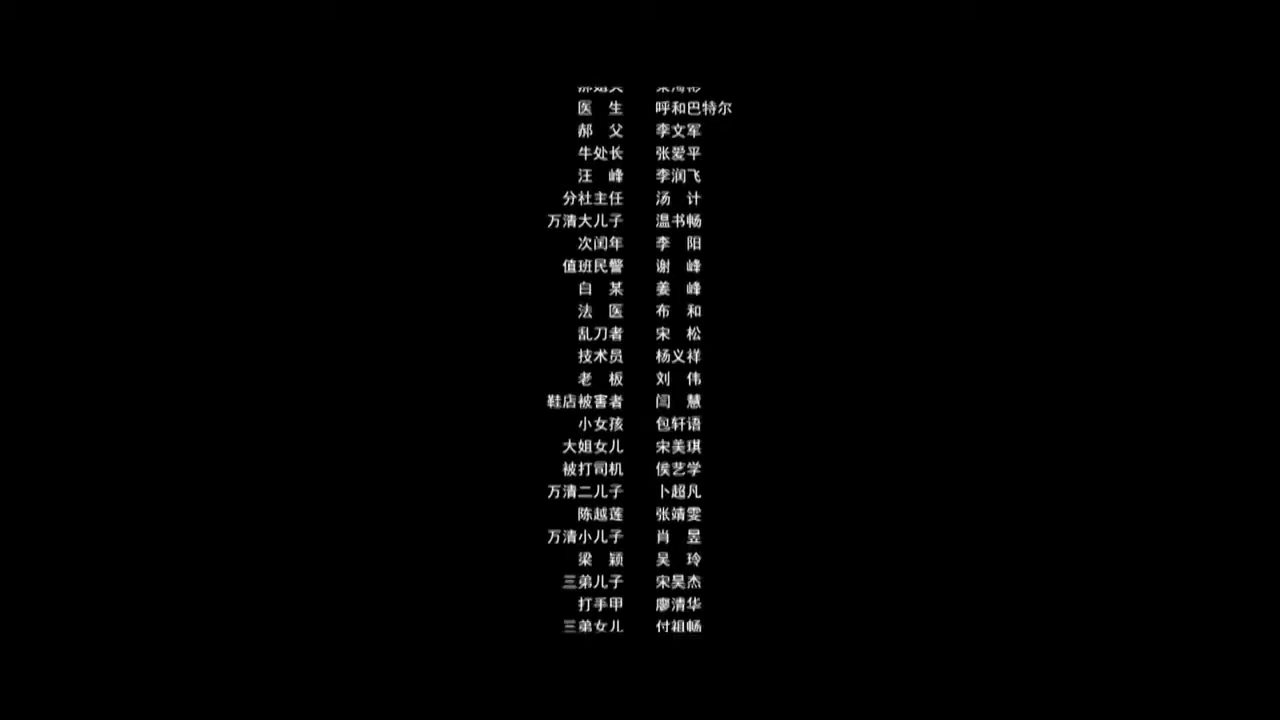 医 生 呼和巴特尔
郝 父 李文军
牛处长 张爱平
汪 峰 李润飞
分社主任 汤 计
万清大儿子 温书畅
次闰年 李 阳
值班民警 谢 峰
白 某 姜 峰
法 医 布 和
乱刀者 宋 松
技术员 杨义祥
老 板 刘 伟
鞋店被害者 闫 慧
小女孩 包轩语
大姐女儿 宋美琪
被打司机 侯艺学
万清二儿子 卜超凡
陈越莲 张靖雯
万清小儿子 肖 昱
梁 颖 吴 玲
三弟儿子 宋昊杰
打手甲 廖清华
三弟女儿 付祖畅